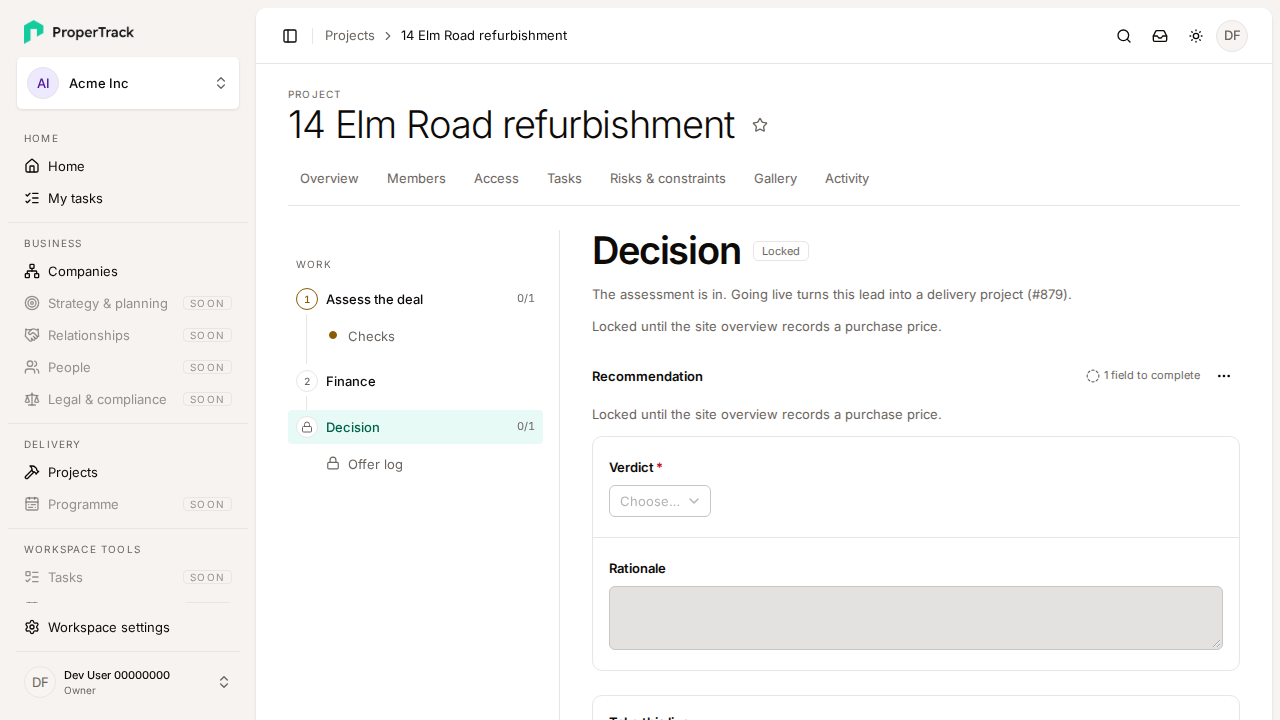 ProperTrack
AI
Acme Inc
HOME
Home
My tasks
BUSINESS
Companies
Strategy & planning SOON
Relationships SOON
People SOON
Legal & compliance SOON
DELIVERY
Projects
Programme SOON
WORKSPACE TOOLS
Tasks SOON
Workspace settings
DF
Dev User 00000000
Owner
Projects > 14 Elm Road refurbishment
DF
PROJECT
14 Elm Road refurbishment
Overview Members Access Tasks Risks & constraints Gallery Activity
WORK
1 Assess the deal 0/1
Checks
2 Finance
Decision 0/1
Offer log
Decision Locked
The assessment is in. Going live turns this lead into a delivery project (#879).
Locked until the site overview records a purchase price.
Recommendation 1 field to complete
Locked until the site overview records a purchase price.
Verdict *
Choose...
Rationale